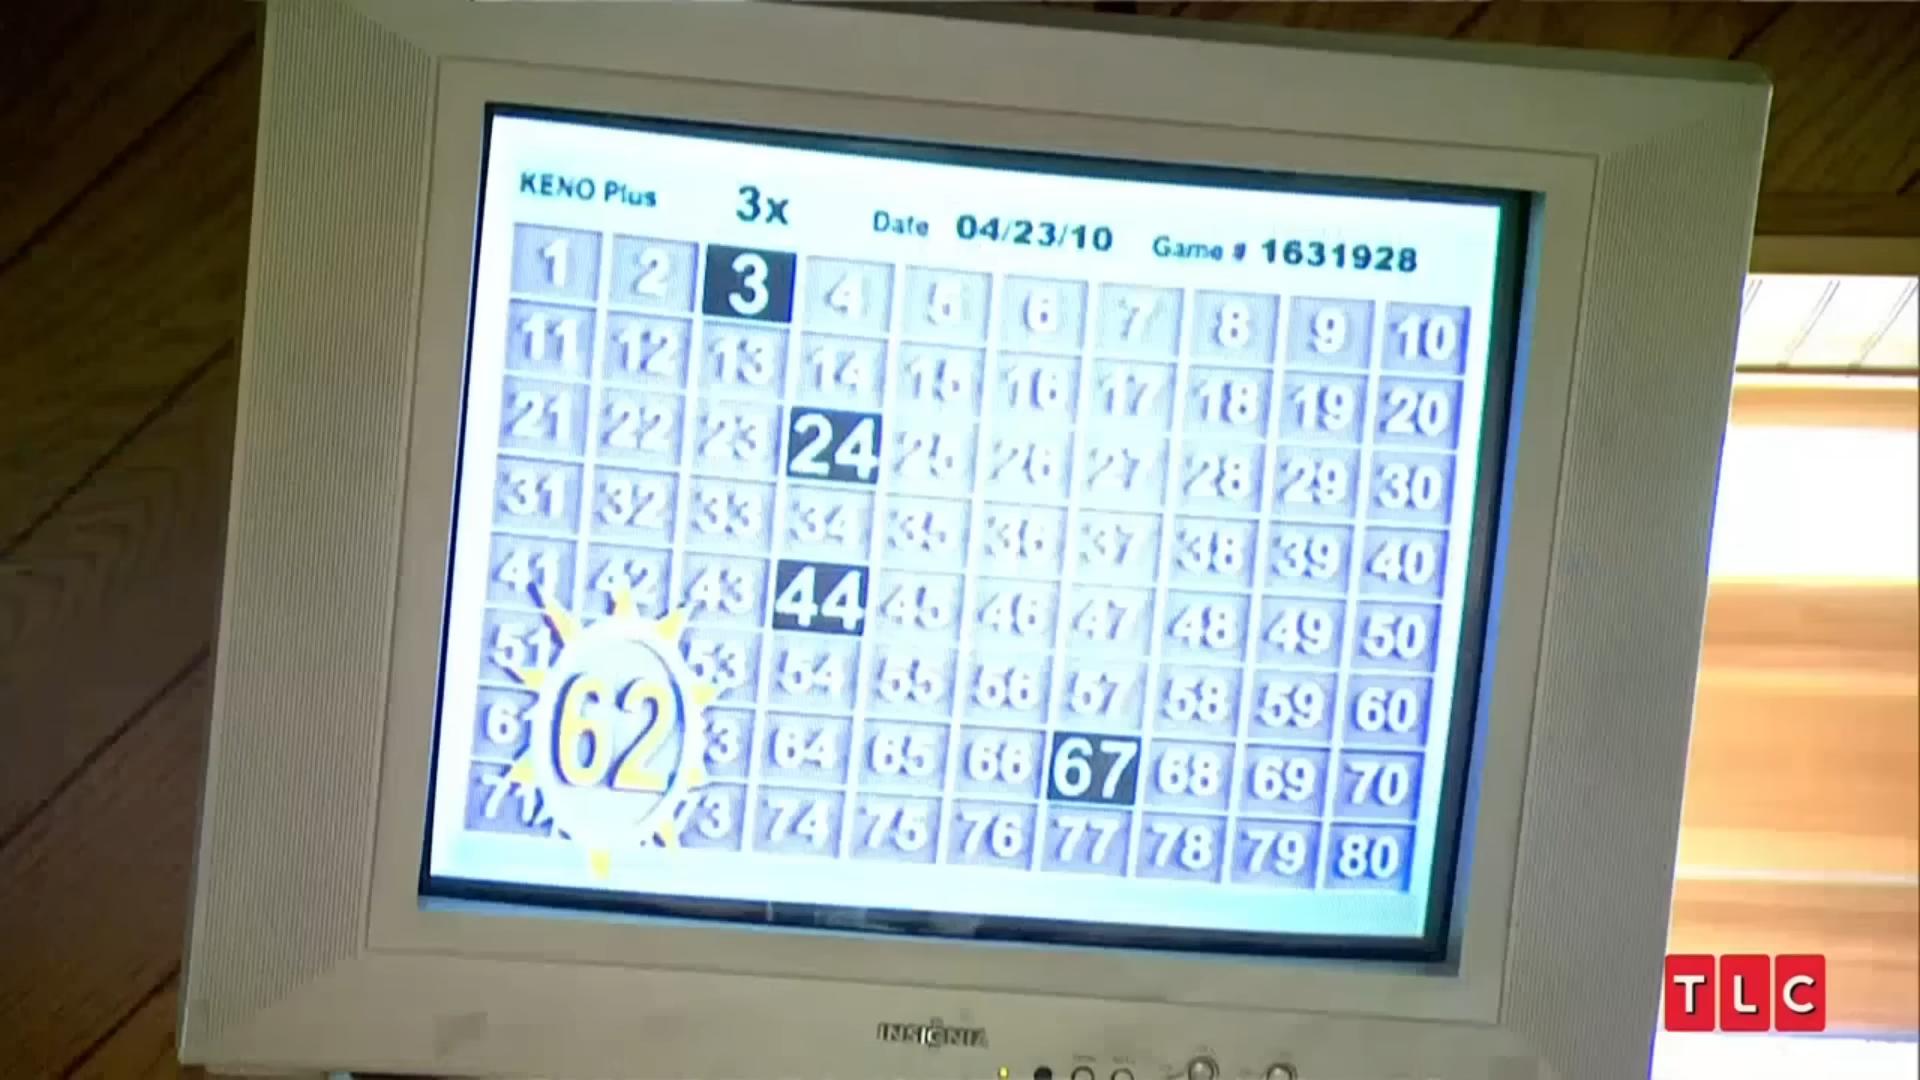 KENO Plus 3x Date 04/23/10 Game # 1631928
1 2 3 4 5 6 7 8 9 10
11 12 13 14 15 16 17 18 19 20
21 22 23 24 25 26 27 28 29 30
31 32 33 34 35 36 37 38 39 40
41 42 43 44 45 46 47 48 49 50
51 53 54 55 56 57 58 59 60
62 64 65 66 67 68 69 70
71 73 74 75 76 77 78 79 80
INSIGNIA
TLC